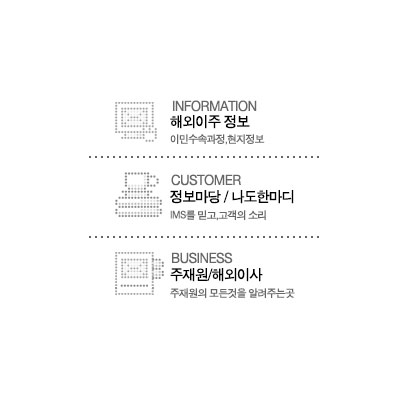 INFORMATION
해외이주 정보
이민수속과정,현지정보
CUSTOMER
정보마당 / 나도한마디
IMS를 믿고,고객의 소리
BUSINESS
주재원/해외이사
주재원의 모든것을 알려주는곳